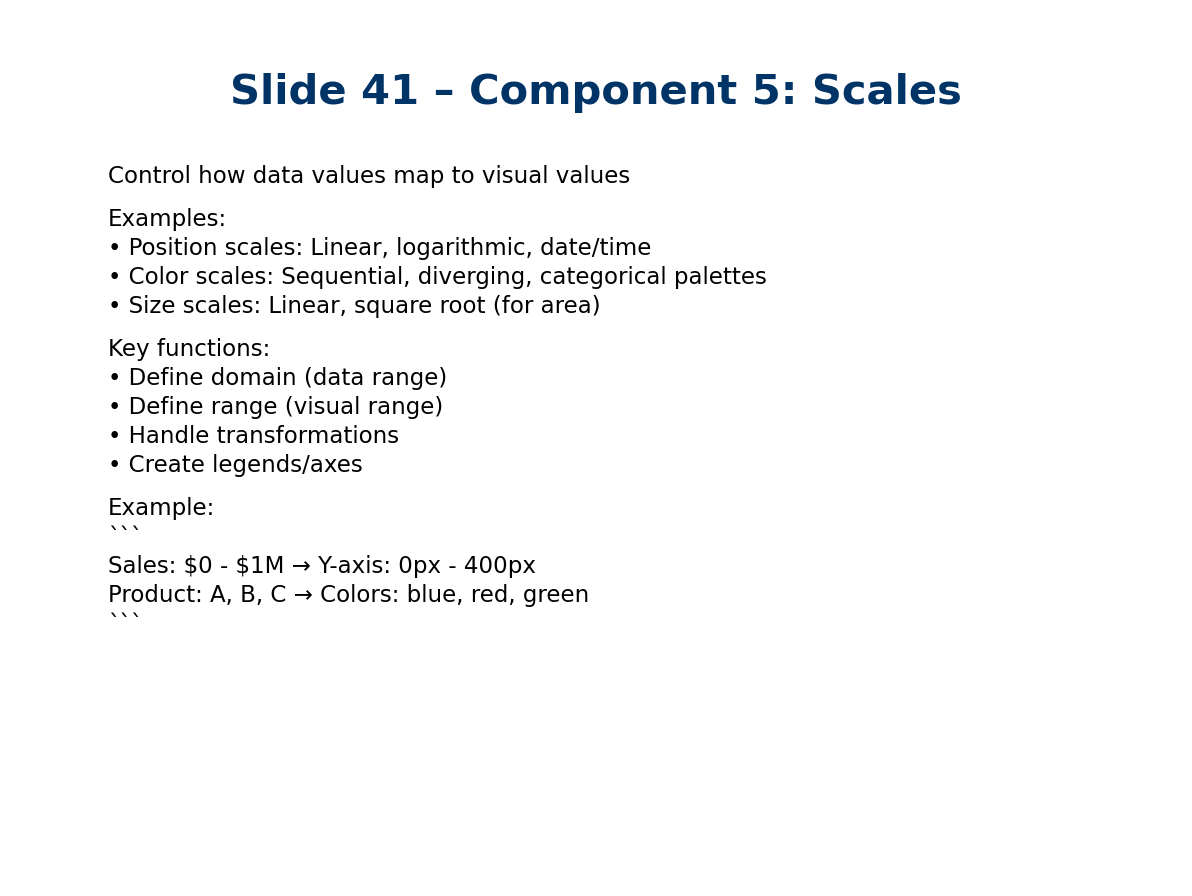 Slide 41 – Component 5: Scales
Control how data values map to visual values
Examples:
• Position scales: Linear, logarithmic, date/time
• Color scales: Sequential, diverging, categorical palettes
• Size scales: Linear, square root (for area)
Key functions:
• Define domain (data range)
• Define range (visual range)
• Handle transformations
• Create legends/axes
Example:
```
Sales: $0 - $1M → Y-axis: 0px - 400px
Product: A, B, C → Colors: blue, red, green
```